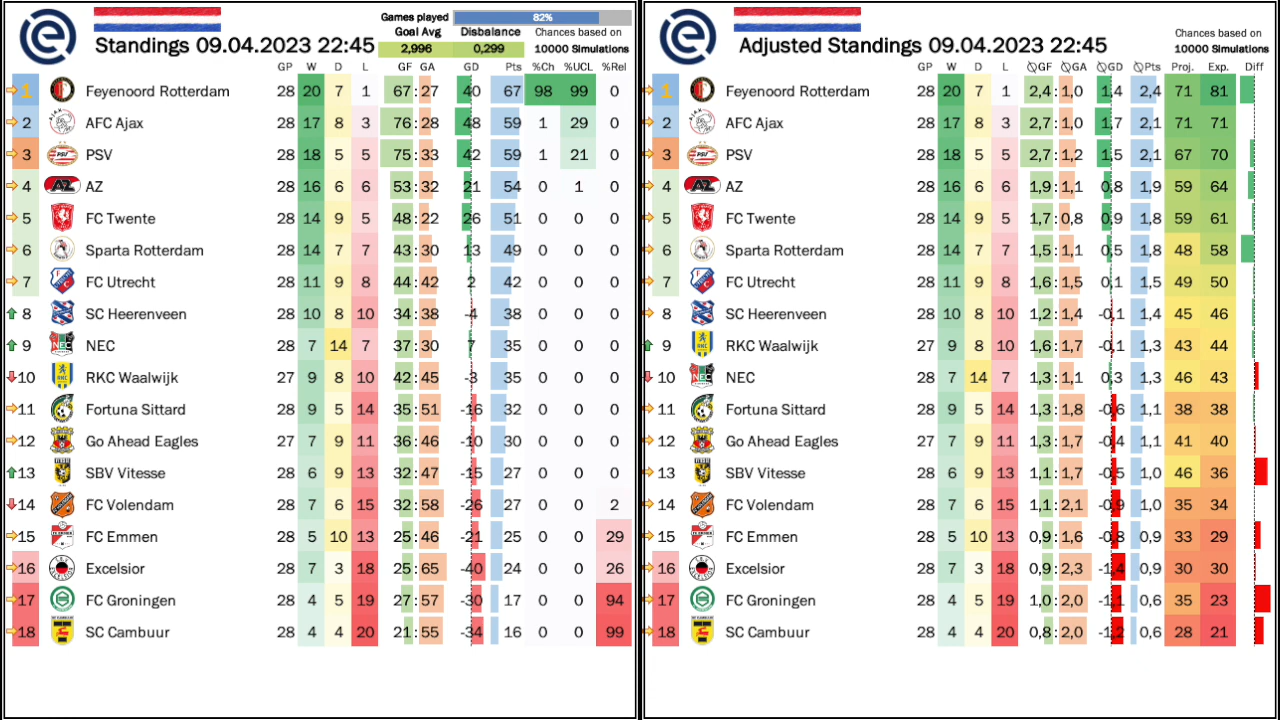 Games played 82%
Goal Avg Disbalance Chances based on
Standings 09.04.2023 22:45 2,996 0,299 10000 Simulations
GP W D L GF GA GD Pts %Ch %UCL %Rel
1 Feyenoord Rotterdam 28 20 7 1 67 : 27 40 67 98 99 0
2 AFC Ajax 28 17 8 3 76 : 28 48 59 1 29 0
3 PSV 28 18 5 5 75 : 33 42 59 1 21 0
4 AZ 28 16 6 6 53 : 32 21 54 0 1 0
5 FC Twente 28 14 9 5 48 : 22 26 51 0 0 0
6 Sparta Rotterdam 28 14 7 7 43 : 30 13 49 0 0 0
7 FC Utrecht 28 11 9 8 44 : 42 2 42 0 0 0
8 SC Heerenveen 28 10 8 10 34 : 38 -4 38 0 0 0
9 NEC 28 7 14 7 37 : 30 7 35 0 0 0
10 RKC Waalwijk 27 9 8 10 42 : 45 -3 35 0 0 0
11 Fortuna Sittard 28 9 5 14 35 : 51 -16 32 0 0 0
12 Go Ahead Eagles 27 7 9 11 36 : 46 -10 30 0 0 0
13 SBV Vitesse 28 6 9 13 32 : 47 -15 27 0 0 0
14 FC Volendam 28 7 6 15 32 : 58 -26 27 0 0 2
15 FC Emmen 28 5 10 13 25 : 46 -21 25 0 0 29
16 Excelsior 28 7 3 18 25 : 65 -40 24 0 0 26
17 FC Groningen 28 4 5 19 27 : 57 -30 17 0 0 94
18 SC Cambuur 28 4 4 20 21 : 55 -34 16 0 0 99
Chances based on
Adjusted Standings 09.04.2023 22:45 10000 Simulations
GP W D L ∅GF ∅GA ∅GD ∅Pts Proj. Exp. Diff
1 Feyenoord Rotterdam 28 20 7 1 2,4 : 1,0 1,4 2,4 71 81
2 AFC Ajax 28 17 8 3 2,7 : 1,0 1,7 2,1 71 71
3 PSV 28 18 5 5 2,7 : 1,2 1,5 2,1 67 70
4 AZ 28 16 6 6 1,9 : 1,1 0,8 1,9 59 64
5 FC Twente 28 14 9 5 1,7 : 0,8 0,9 1,8 59 61
6 Sparta Rotterdam 28 14 7 7 1,5 : 1,1 0,5 1,8 48 58
7 FC Utrecht 28 11 9 8 1,6 : 1,5 0,1 1,5 49 50
8 SC Heerenveen 28 10 8 10 1,2 : 1,4 -0,1 1,4 45 46
9 RKC Waalwijk 27 9 8 10 1,6 : 1,7 -0,1 1,3 43 44
10 NEC 28 7 14 7 1,3 : 1,1 0,3 1,3 46 43
11 Fortuna Sittard 28 9 5 14 1,3 : 1,8 -0,6 1,1 38 38
12 Go Ahead Eagles 27 7 9 11 1,3 : 1,7 -0,4 1,1 41 40
13 SBV Vitesse 28 6 9 13 1,1 : 1,7 -0,5 1,0 46 36
14 FC Volendam 28 7 6 15 1,1 : 2,1 -0,9 1,0 35 34
15 FC Emmen 28 5 10 13 0,9 : 1,6 -0,8 0,9 33 29
16 Excelsior 28 7 3 18 0,9 : 2,3 -1,4 0,9 30 30
17 FC Groningen 28 4 5 19 1,0 : 2,0 -1,1 0,6 35 23
18 SC Cambuur 28 4 4 20 0,8 : 2,0 -1,2 0,6 28 21